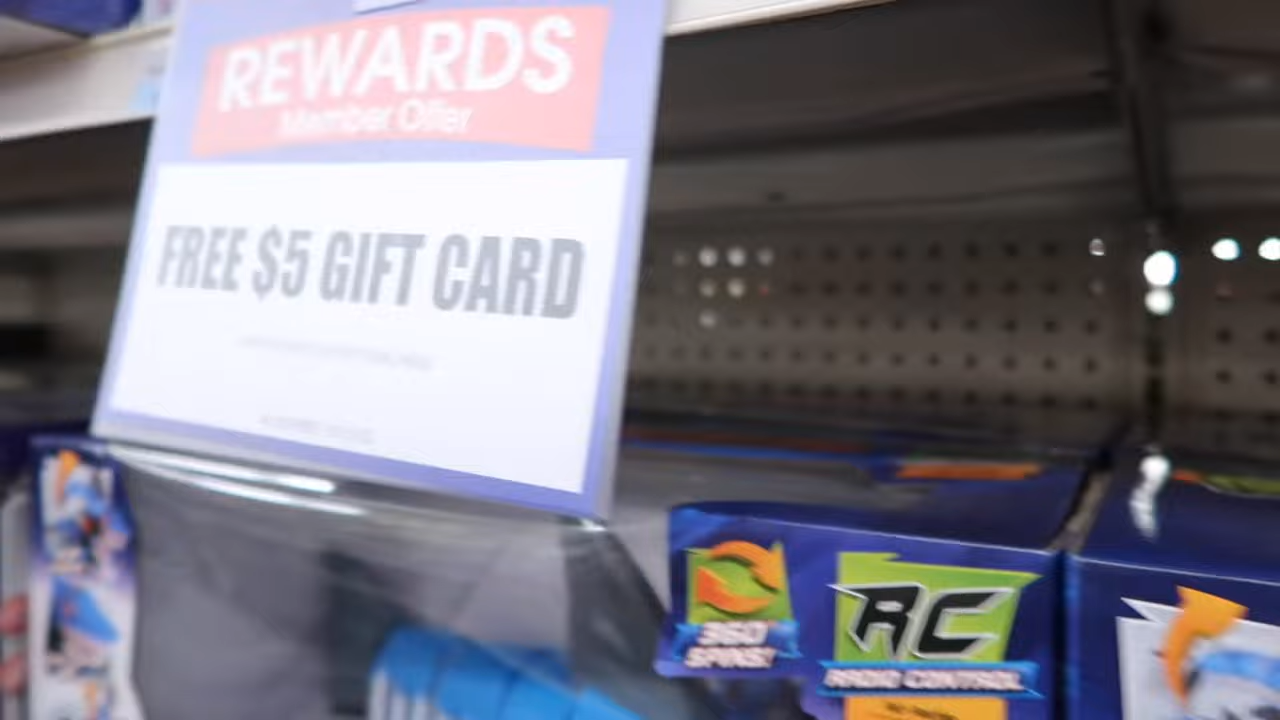 REWARDS
Member Offer
FREE $5 GIFT CARD
360°
SPINS!
RC
RADIO CONTROL